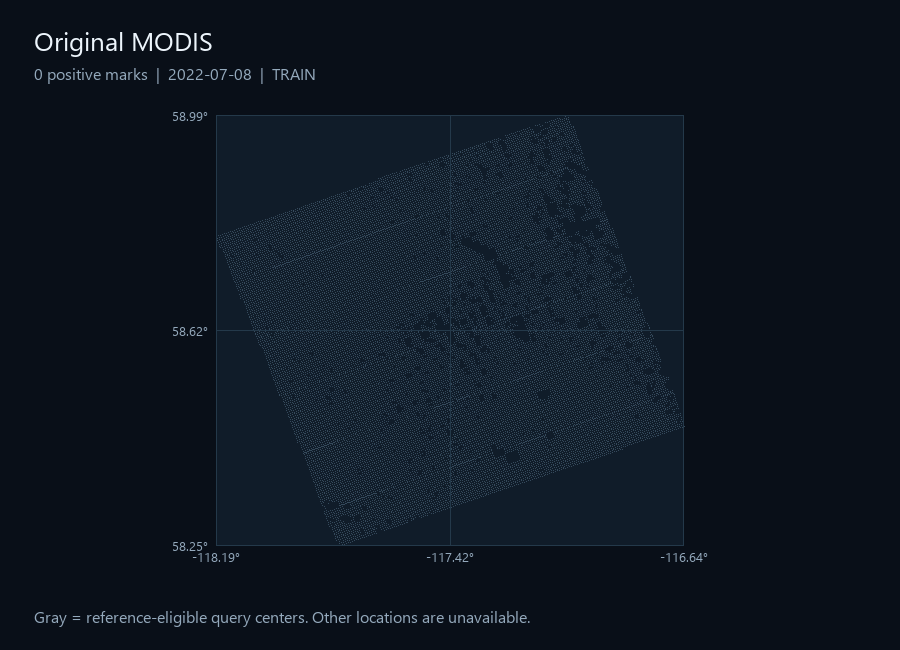 Original MODIS
0 positive marks | 2022-07-08 | TRAIN
58.99°
58.62°
58.25°
-118.19°
-117.42°
-116.64°
Gray = reference-eligible query centers. Other locations are unavailable.